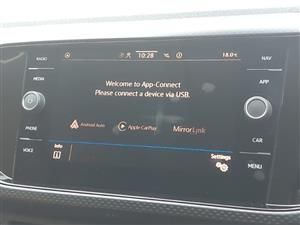 RADIO
10:28
18.0°C
NAV
MEDIA
APP
Welcome to App-Connect
Please connect a device via USB.
PHONE
Android Auto
Apple CarPlay
MirrorLink
CAR
VOICE
Info
Settings
MENU